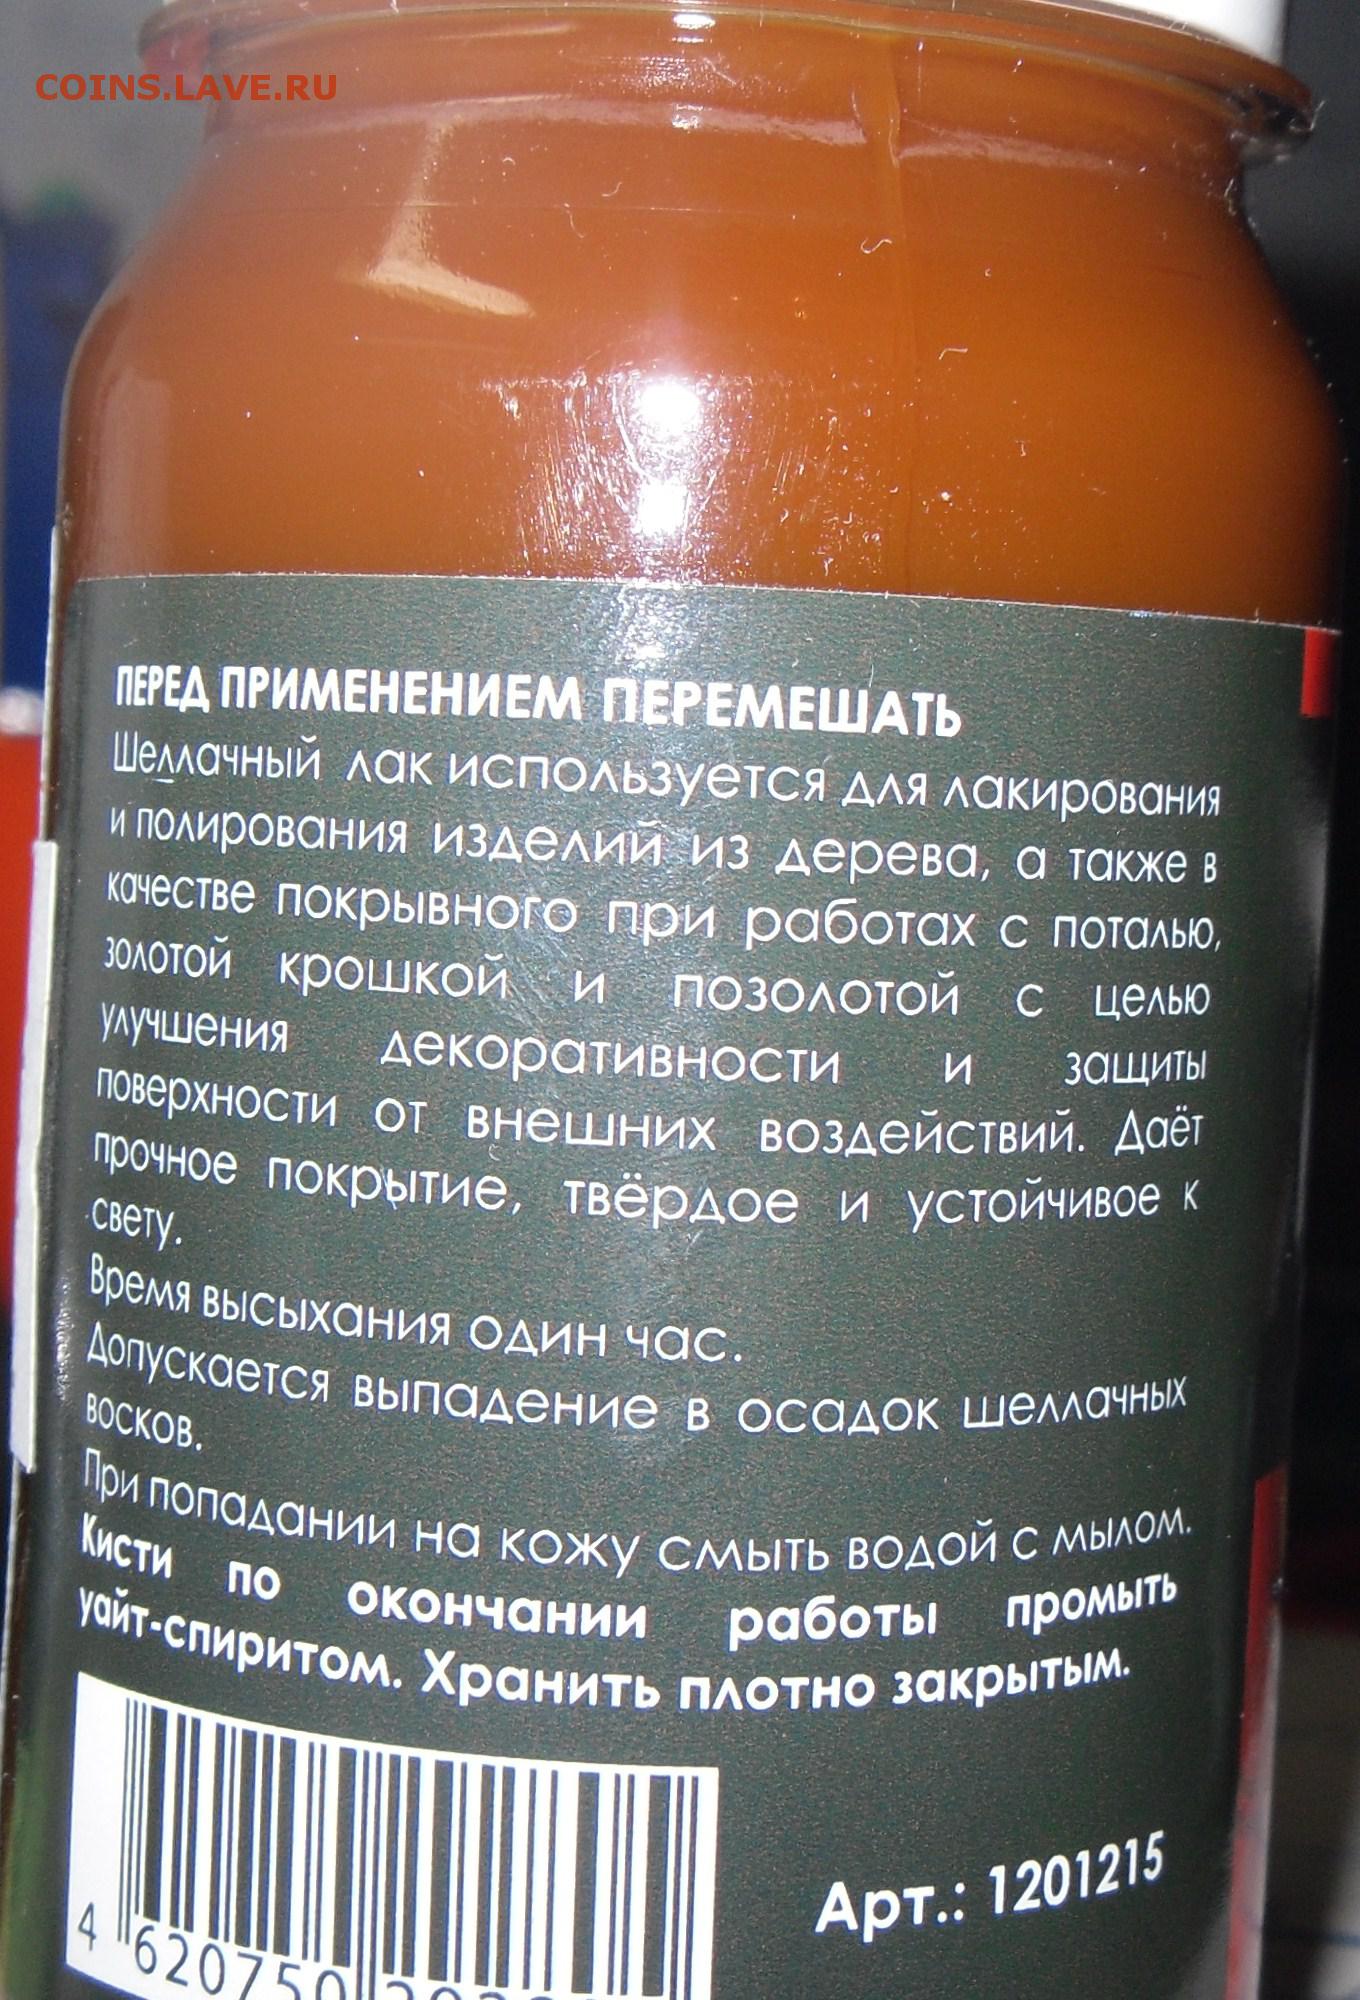 COINS.LAVE.RU
ПЕРЕД ПРИМЕНЕНИЕМ ПЕРЕМЕШАТЬ
Шеллачный лак используется для лакирования
и полирования изделий из дерева, а также в
качестве покрывного при работах с поталью,
золотой крошкой и позолотой с целью
улучшения декоративности и защиты
поверхности от внешних воздействий. Даёт
прочное покрытие, твёрдое и устойчивое к
свету.
Время высыхания один час.
Допускается выпадение в осадок шеллачных
восков.
При попадании на кожу смыть водой с мылом.
Кисти по окончании работы промыть
уайт-спиритом. Хранить плотно закрытым.
Арт.: 1201215
4 620750